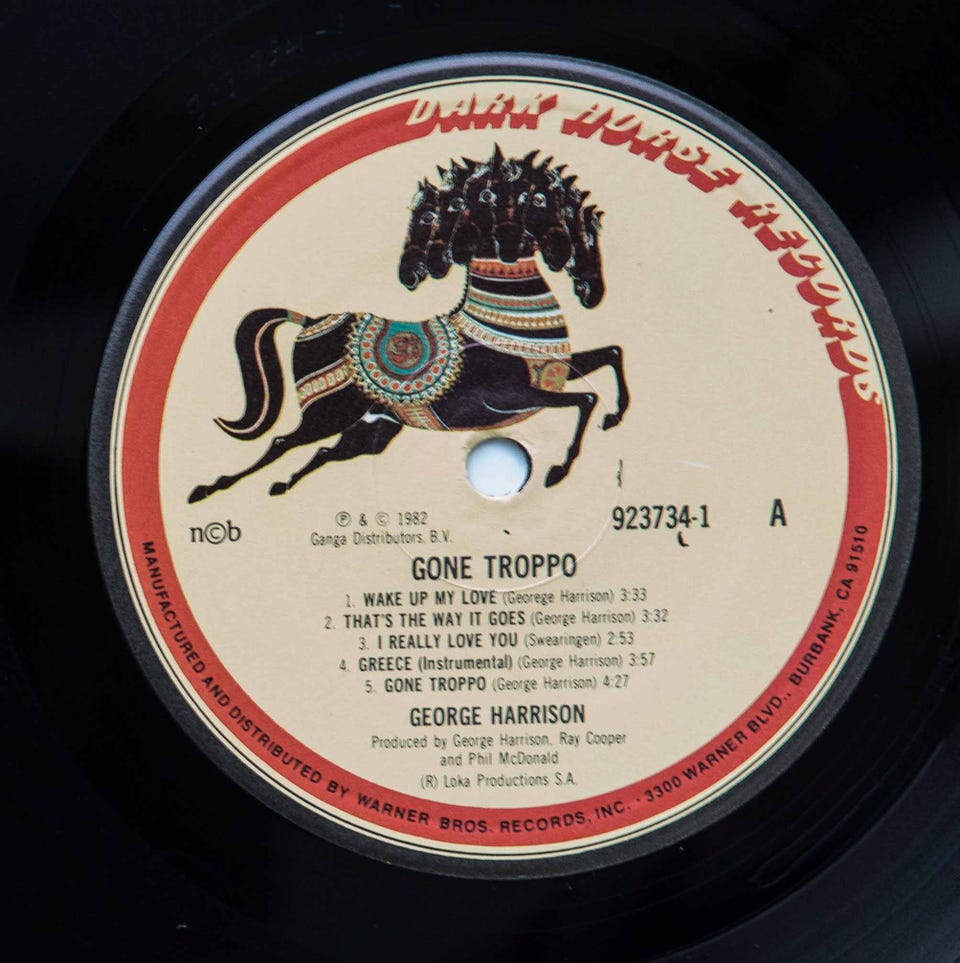 DARK HORSE RECORDS
n©b
℗ & © 1982
Ganga Distributors, B.V.
923734-1
A
GONE TROPPO
1. WAKE UP MY LOVE (Georege Harrison) 3:33
2. THAT'S THE WAY IT GOES (George Harrison) 3:32
3. I REALLY LOVE YOU (Swearingen) 2:53
4. GREECE (Instrumental) (George Harrison) 3:57
5. GONE TROPPO (George Harrison) 4:27
GEORGE HARRISON
Produced by George Harrison, Ray Cooper
and Phil McDonald
(R) Loka Productions S.A.
MANUFACTURED AND DISTRIBUTED BY WARNER BROS. RECORDS, INC. · 3300 WARNER BLVD., BURBANK, CA 91510